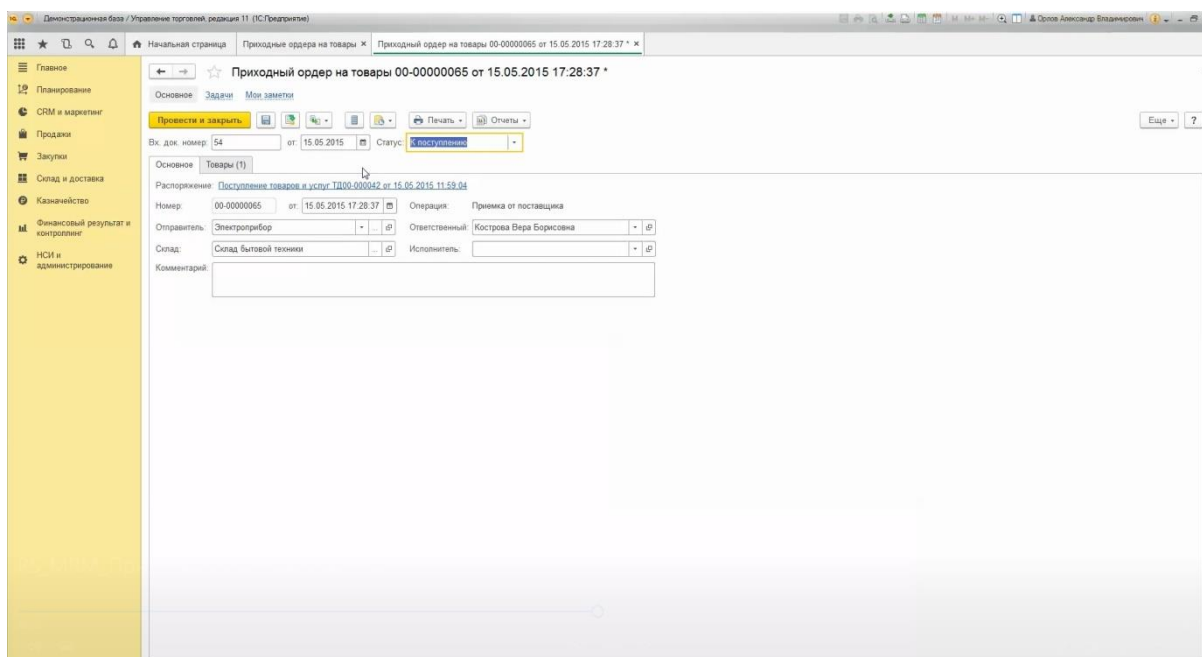 Демонстрационная база / Управление торговлей, редакция 11 (1С:Предприятие)
M M+ M- Орлов Александр Владимирович
Начальная страница Приходные ордера на товары × Приходный ордер на товары 00-00000065 от 15.05.2015 17:28:37 * ×
Главное
Планирование
CRM и маркетинг
Продажи
Закупки
Склад и доставка
Казначейство
Финансовый результат и
контроллинг
НСИ и
администрирование
Приходный ордер на товары 00-00000065 от 15.05.2015 17:28:37 *
Основное Задачи Мои заметки
Провести и закрыть Печать Отчеты Еще ?
Вх. док. номер: 54 от: 15.05.2015 Статус: К поступлению
Основное Товары (1)
Распоряжение: Поступление товаров и услуг ТД00-000042 от 15.05.2015 11:59:04
Номер: 00-00000065 от: 15.05.2015 17:28:37 Операция: Приемка от поставщика
Отправитель: Электроприбор Ответственный: Кострова Вера Борисовна
Склад: Склад бытовой техники Исполнитель:
Комментарий: